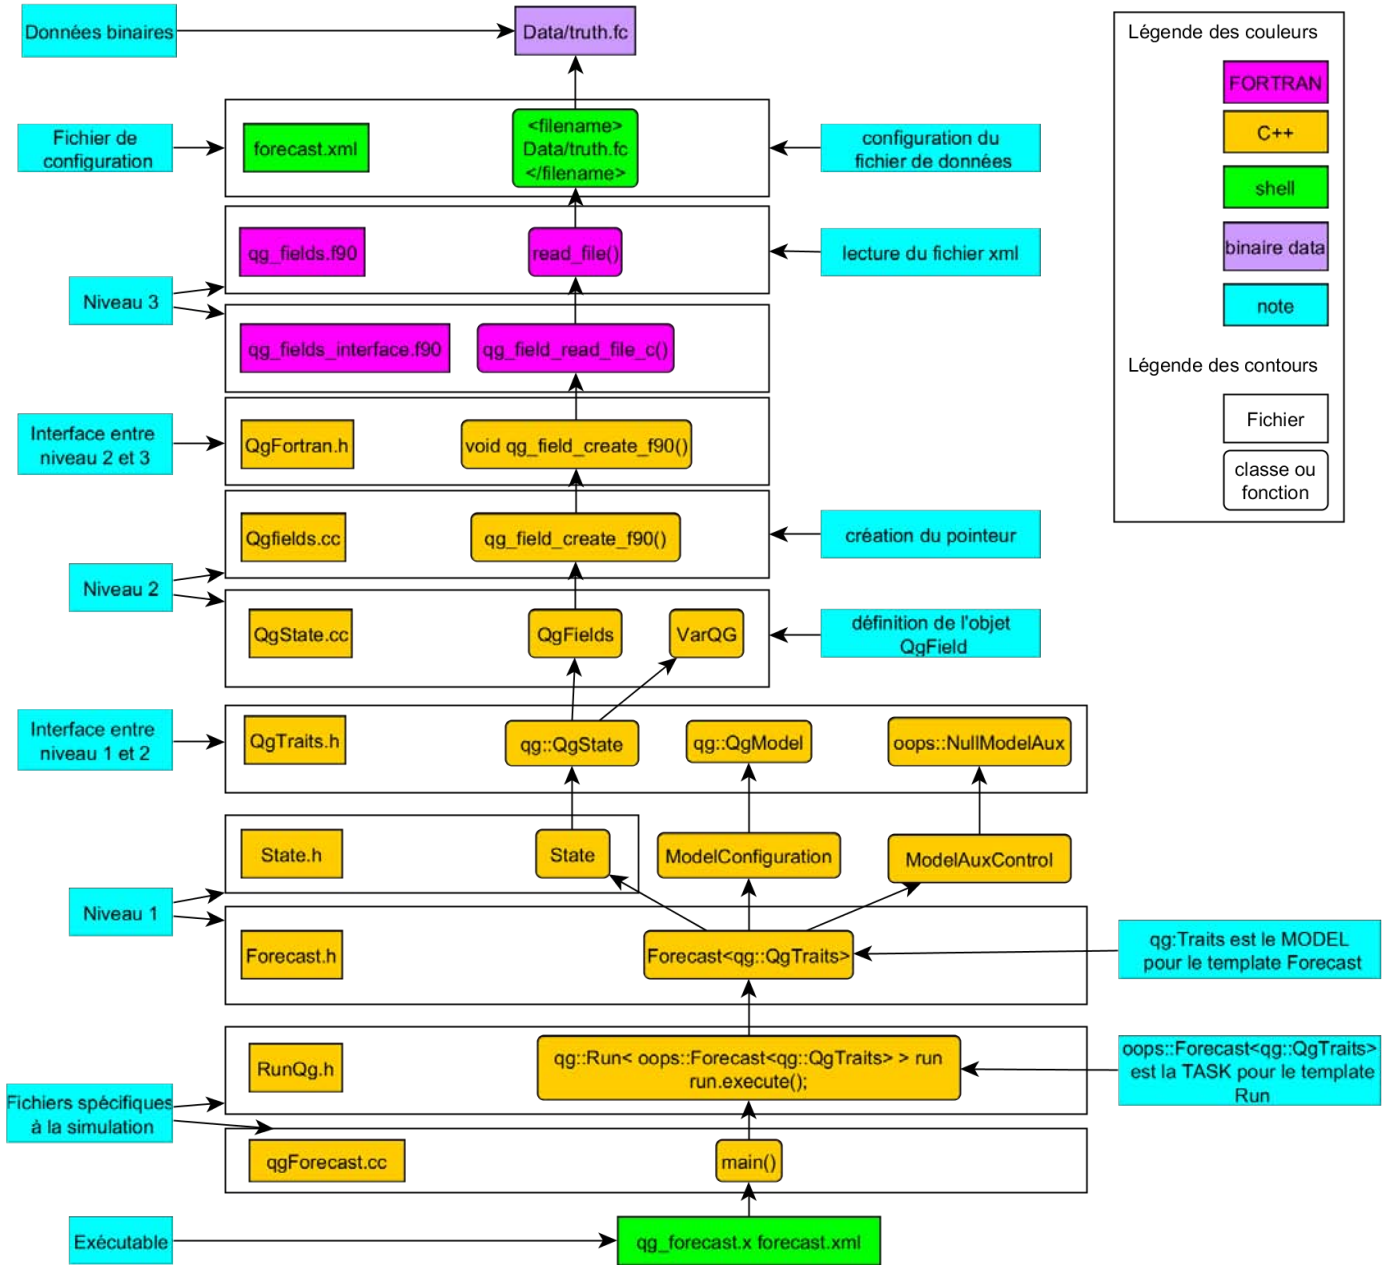 Données binaires
Data/truth.fc
Légende des couleurs
FORTRAN
C++
shell
binaire data
note
Légende des contours
Fichier
classe ou
fonction
Fichier de
configuration
forecast.xml
<filename>
Data/truth.fc
</filename>
configuration du
fichier de données
qg_fields.f90
read_file()
lecture du fichier xml
Niveau 3
qg_fields_interface.f90
qg_field_read_file_c()
Interface entre
niveau 2 et 3
QgFortran.h
void qg_field_create_f90()
Qgfields.cc
qg_field_create_f90()
création du pointeur
Niveau 2
QgState.cc
QgFields
VarQG
définition de l'objet
QgField
Interface entre
niveau 1 et 2
QgTraits.h
qg::QgState
qg::QgModel
oops::NullModelAux
State.h
State
ModelConfiguration
ModelAuxControl
Niveau 1
Forecast.h
Forecast<qg::QgTraits>
qg:Traits est le MODEL
pour le template Forecast
RunQg.h
qg::Run< oops::Forecast<qg::QgTraits> > run
run.execute();
oops::Forecast<qg::QgTraits>
est la TASK pour le template
Run
Fichiers spécifiques
à la simulation
qgForecast.cc
main()
Exécutable
qg_forecast.x forecast.xml